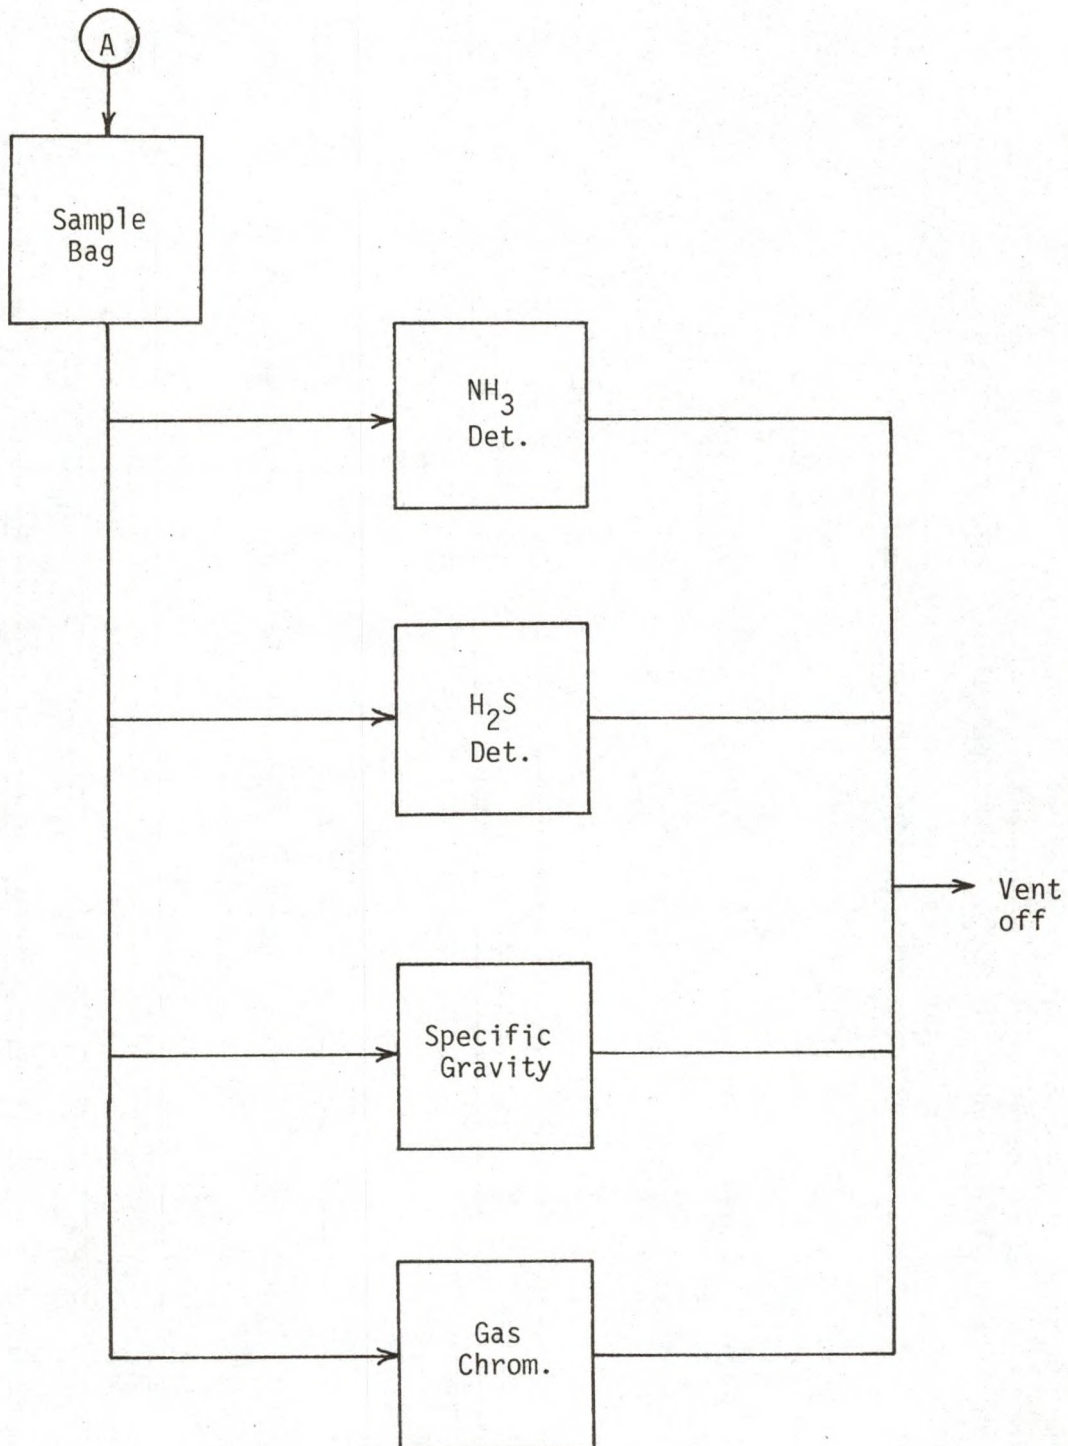 A
Sample
Bag
NH₃
Det.
H₂S
Det.
Vent
off
Specific
Gravity
Gas
Chrom.